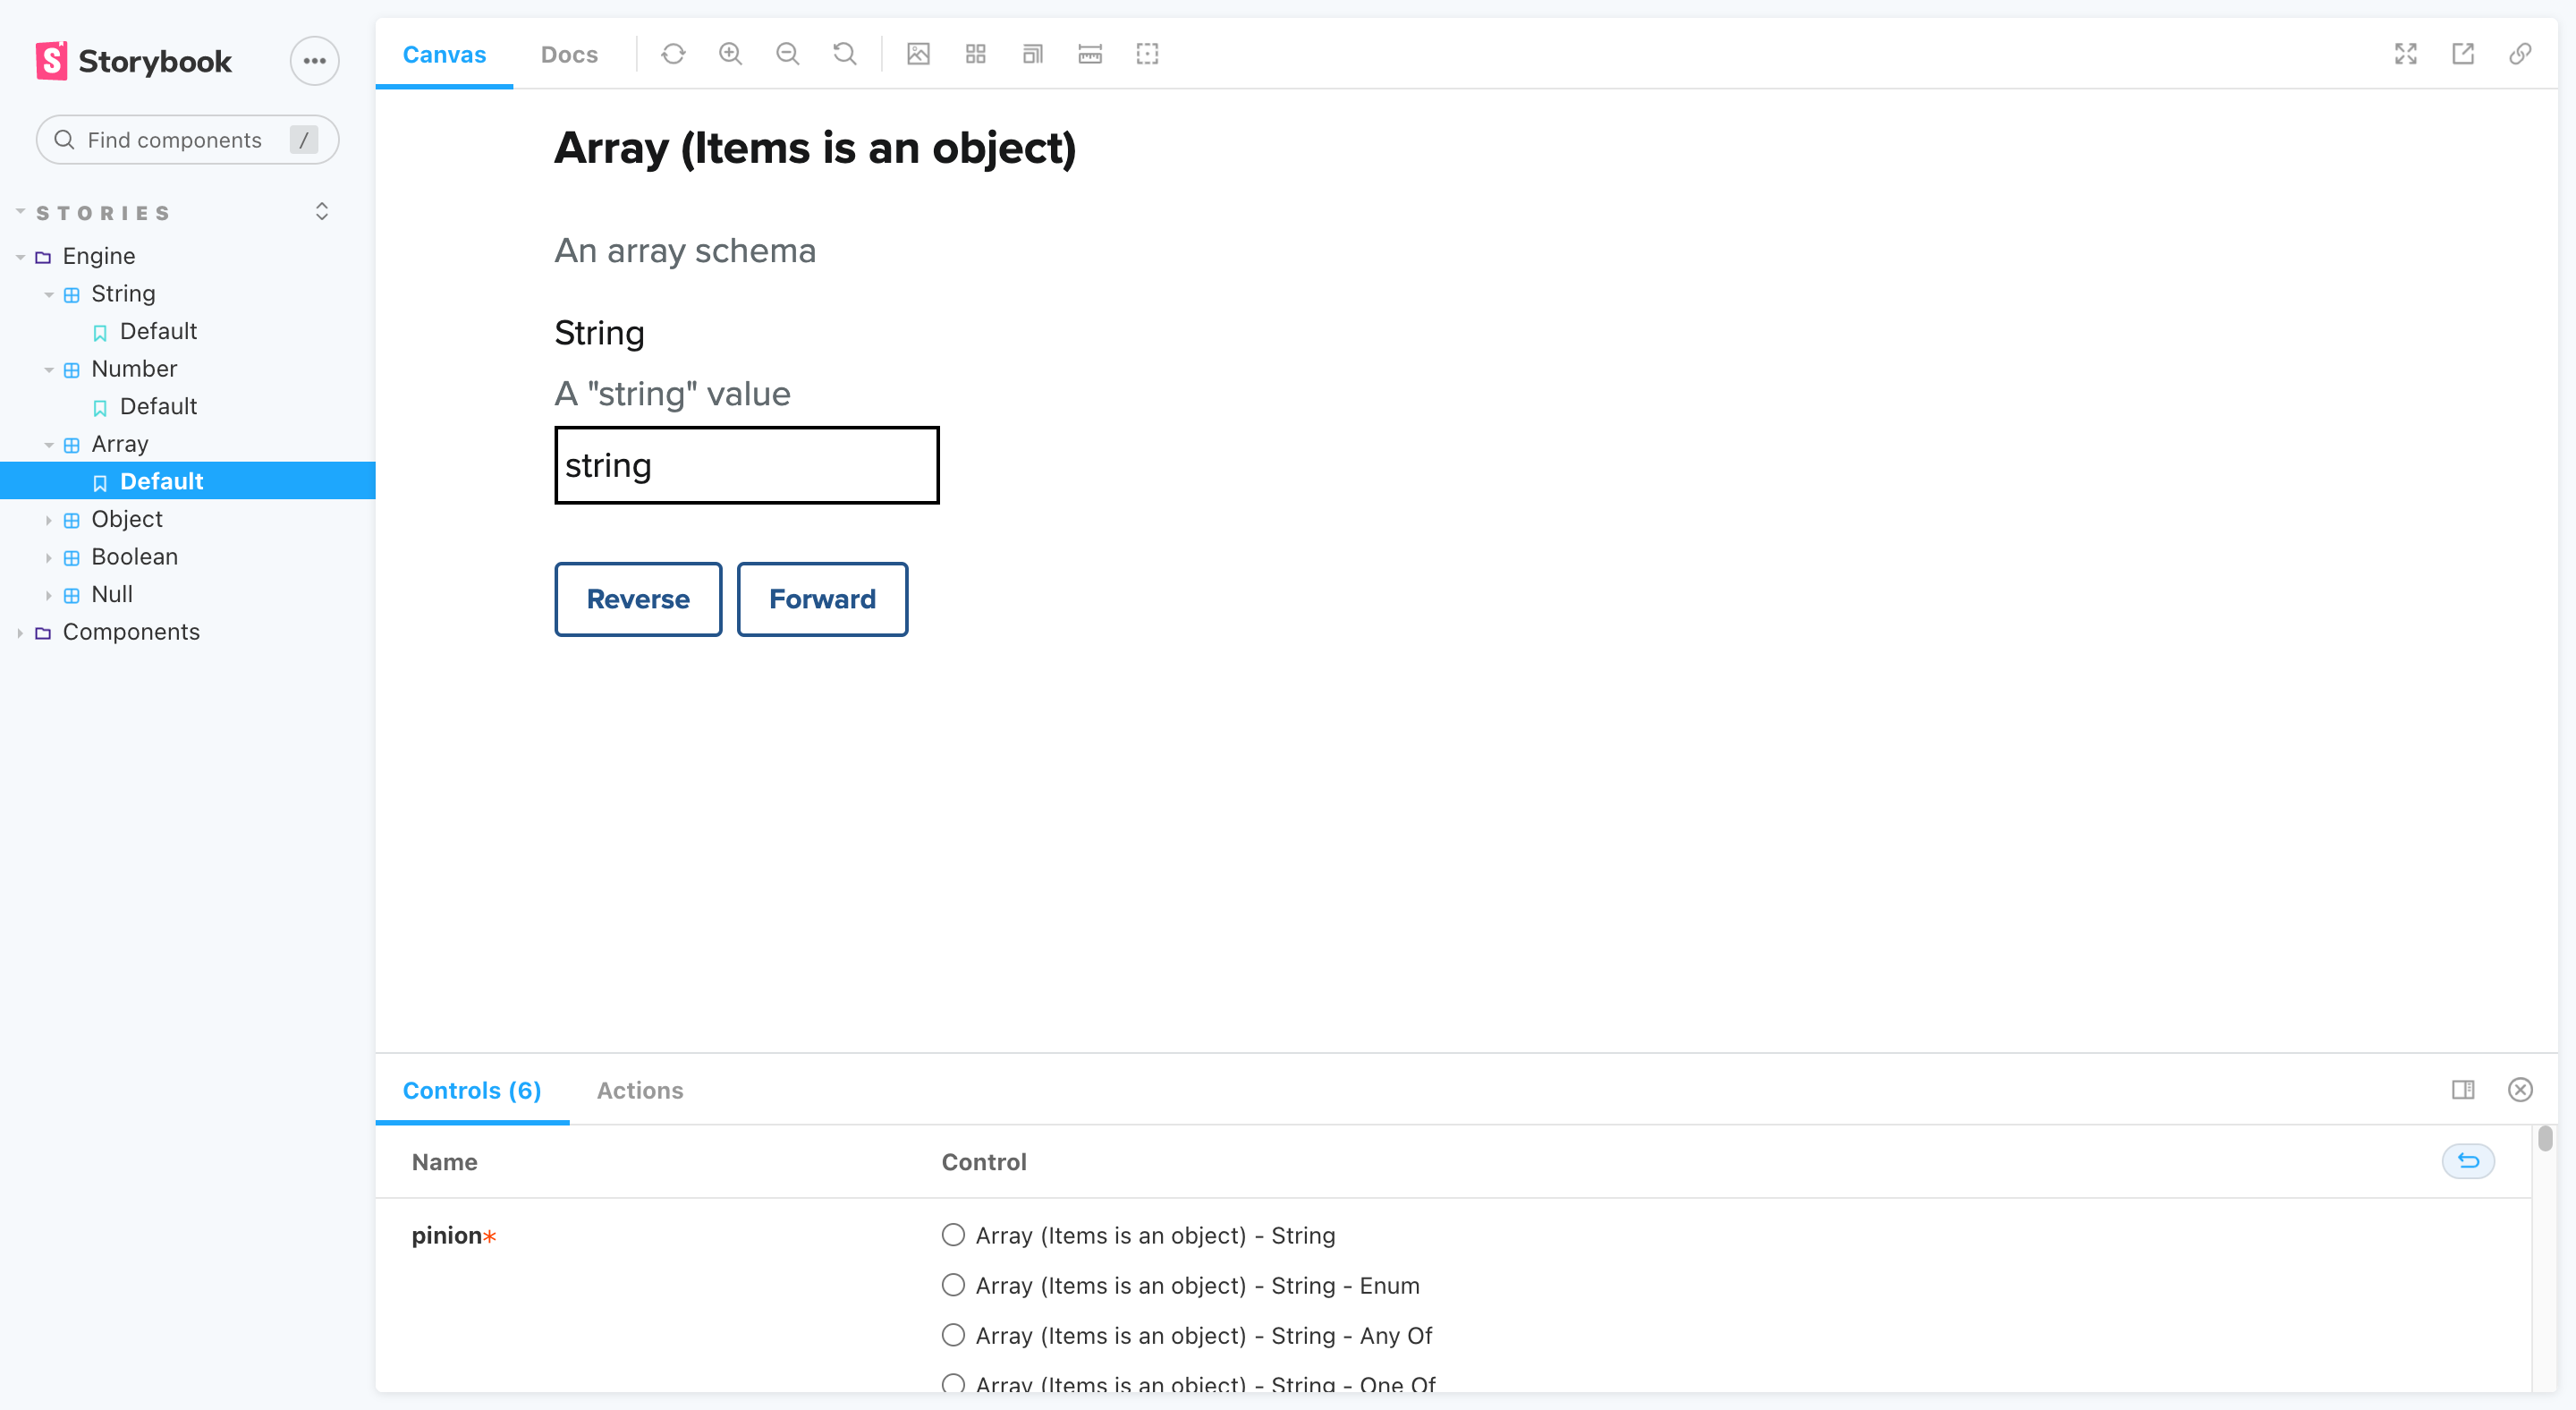 Storybook
Find components
/
STORIES
Engine
String
Default
Number
Default
Array
Default
Object
Boolean
Null
Components
Canvas
Docs
Array (Items is an object)
An array schema
String
A "string" value
string
Reverse
Forward
Controls (6)
Actions
Name
Control
pinion*
Array (Items is an object) - String
Array (Items is an object) - String - Enum
Array (Items is an object) - String - Any Of
Array (Items is an object) - String - One Of